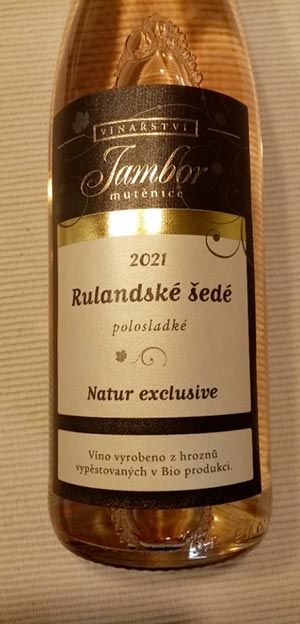 VINAŘSTVÍ
Jambor
mutěnice
2021
Rulandské šedé
polosladké
Natur exclusive
Víno vyrobeno z hroznů
vypěstovaných v Bio produkci.